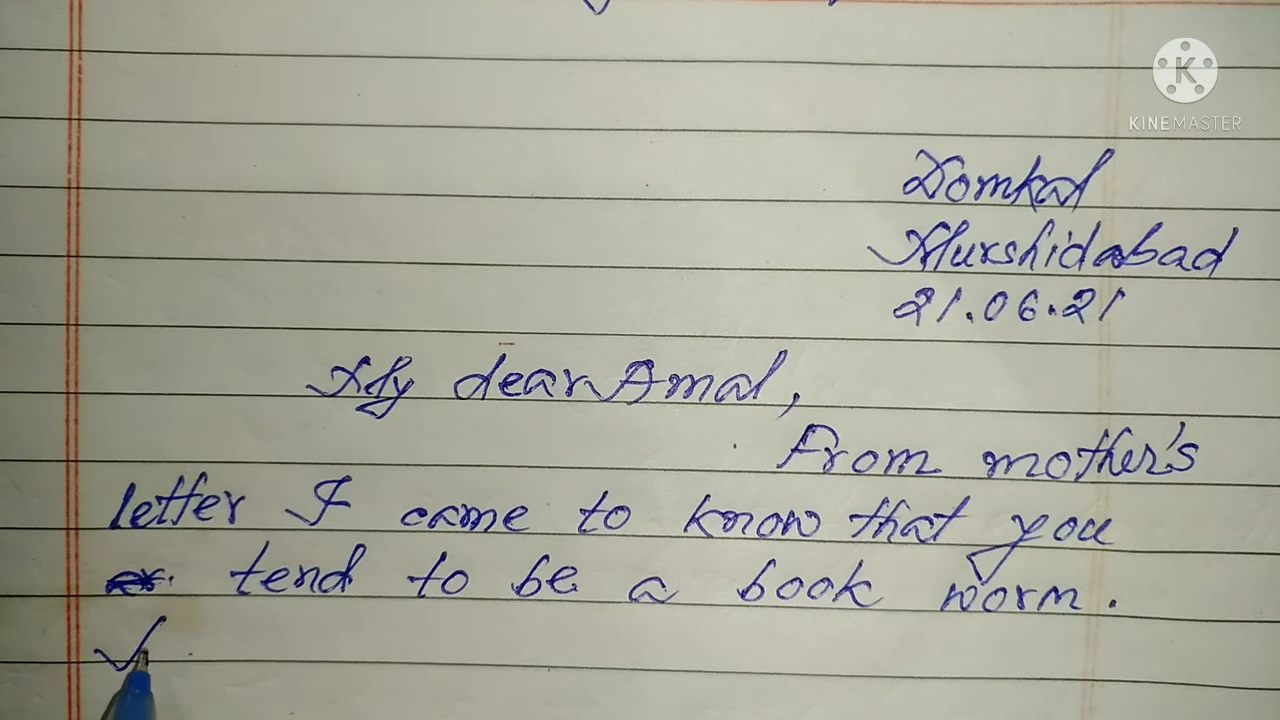 KINEMASTER
Domkal
Murshidabad
21.06.21
My dear Amal,
From mother's
letter I came to know that you
tend to be a book worm.